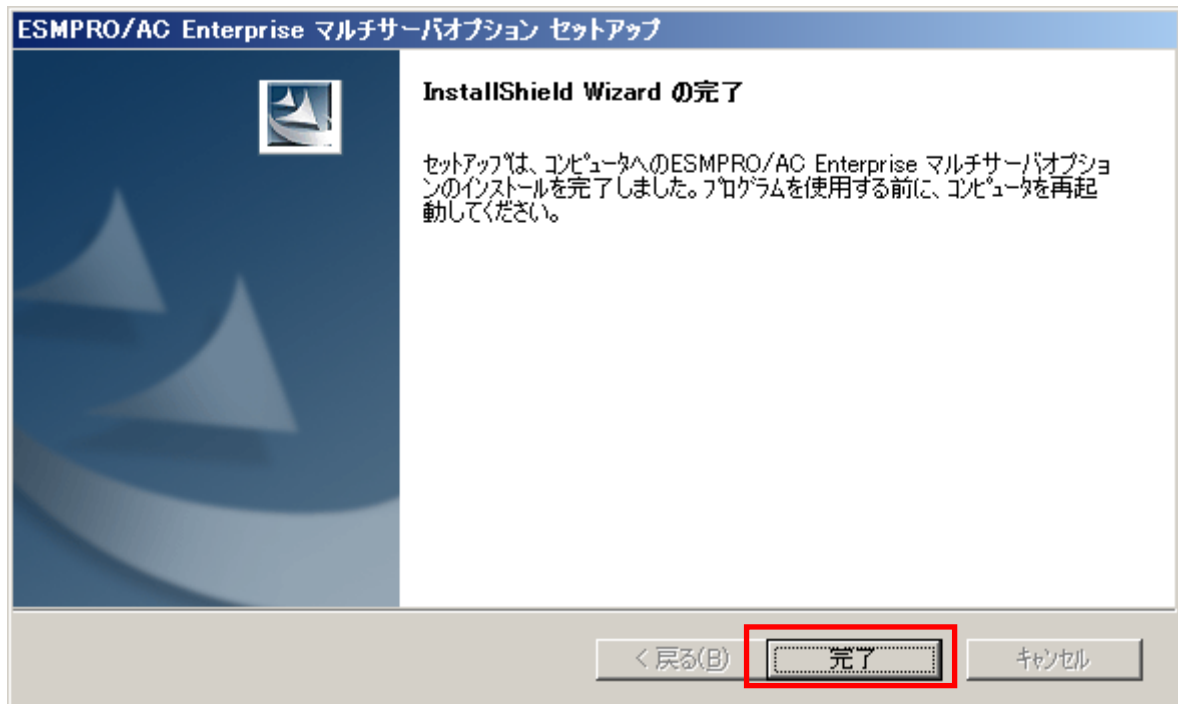 ESMPRO/AC Enterprise マルチサーバオプション セットアップ
InstallShield Wizard の完了
セットアップは、コンピュータへのESMPRO/AC Enterprise マルチサーバオプショ
ンのインストールを完了しました。プログラムを使用する前に、コンピュータを再起
動してください。
< 戻る(B)
完了
キャンセル